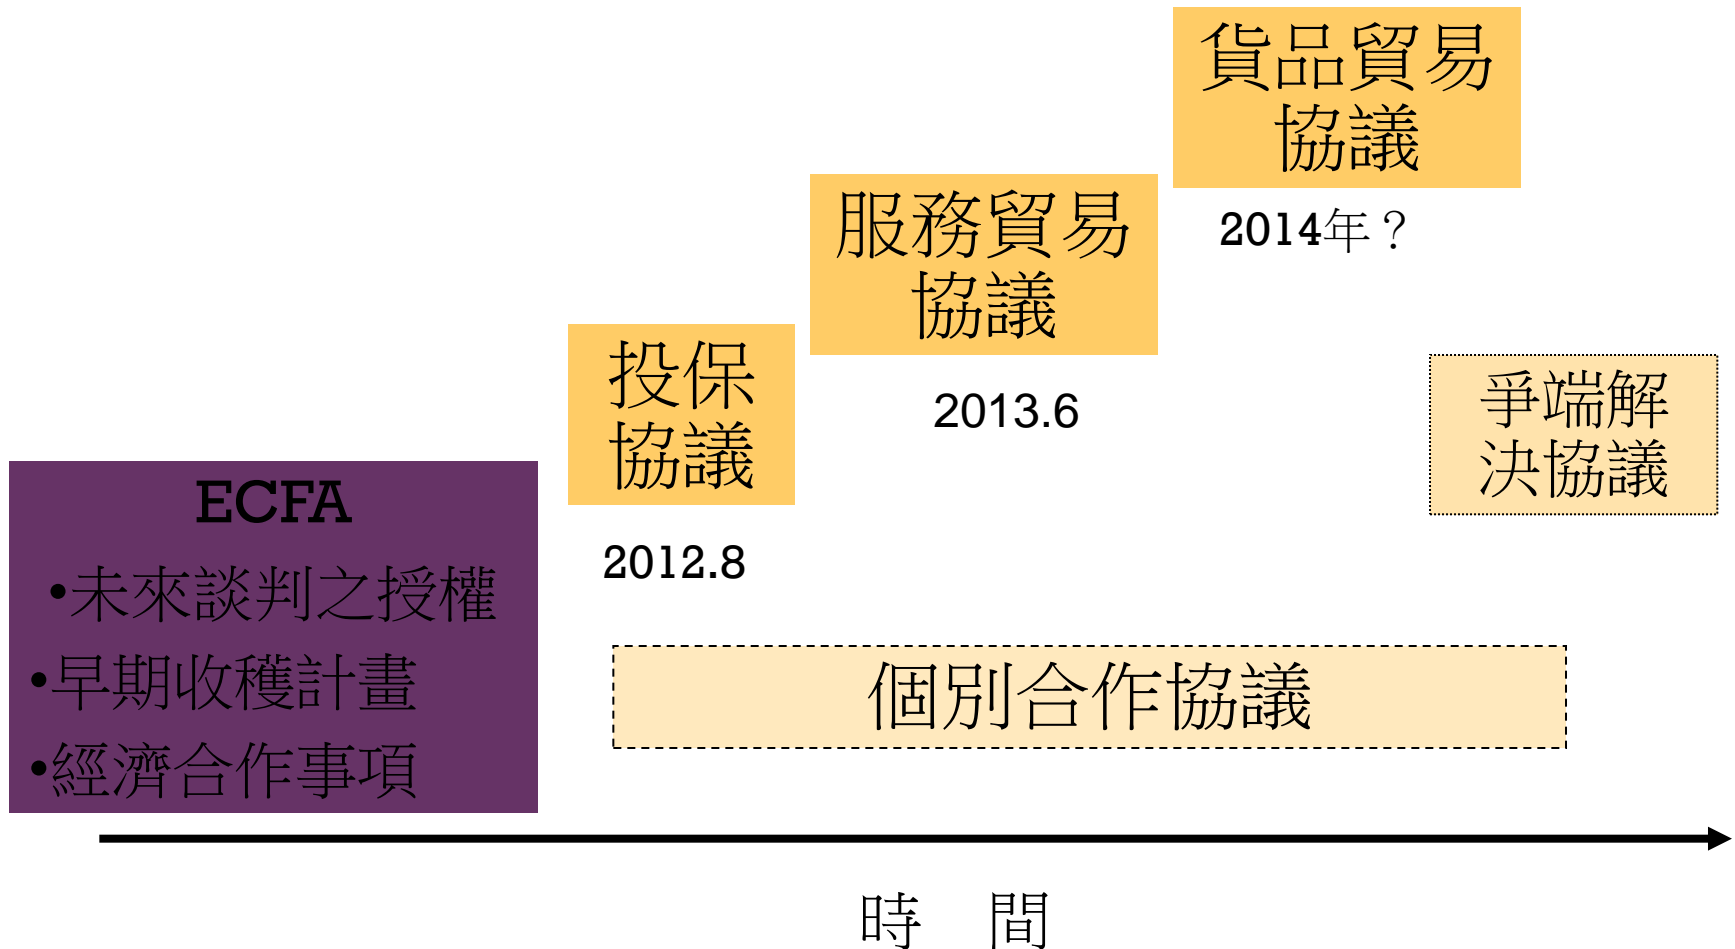 貨品貿易
協議
2014年？
服務貿易
協議
2013.6
投保
協議
2012.8
爭端解
決協議
ECFA
•未來談判之授權
•早期收穫計畫
•經濟合作事項
個別合作協議
時 間